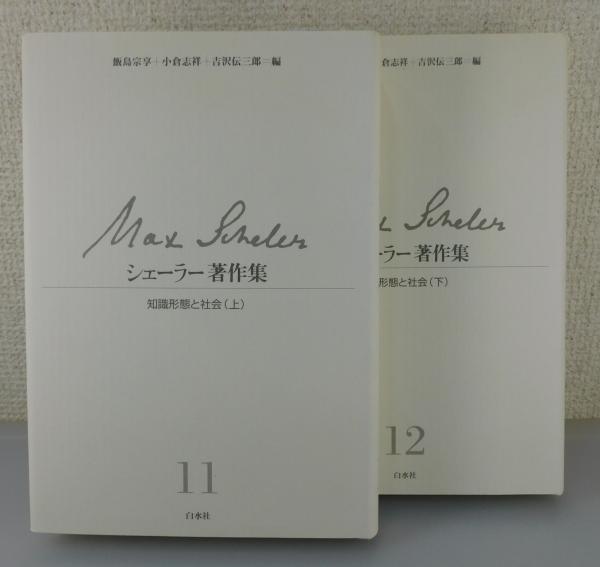 飯島宗享+小倉志祥+吉沢伝三郎=編
Max Scheler
シェーラー著作集
知識形態と社会(上)
11
白水社
倉志祥+吉沢伝三郎=編
x Scheler
ーラー著作集
形態と社会(下)
12
白水社